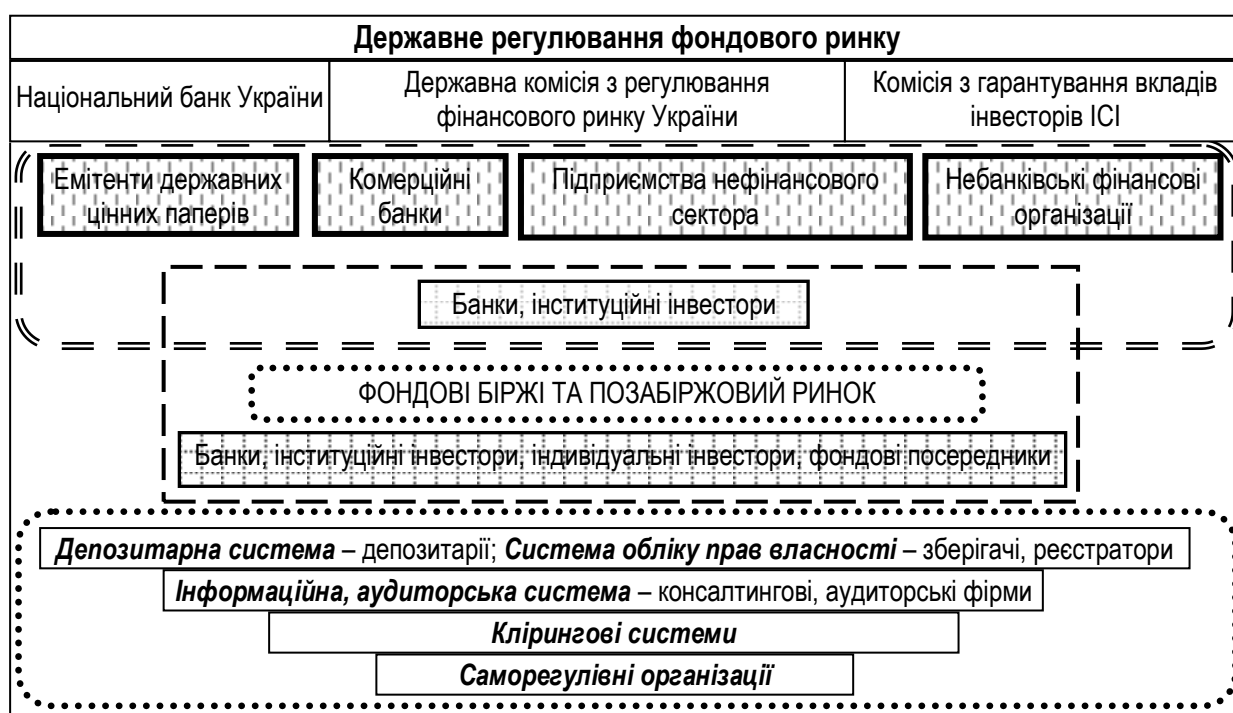 Державне регулювання фондового ринку
Національний банк України
Державна комісія з регулювання
фінансового ринку України
Комісія з гарантування вкладів
інвесторів ІСІ
Емітенти державних
цінних паперів
Комерційні
банки
Підприємства нефінансового
сектора
Небанківські фінансові
організації
Банки, інституційні інвестори
ФОНДОВІ БІРЖІ ТА ПОЗАБІРЖОВИЙ РИНОК
Банки, інституційні інвестори, індивідуальні інвестори, фондові посередники
Депозитарна система – депозитарії; Система обліку прав власності – зберігачі, реєстратори
Інформаційна, аудиторська система – консалтингові, аудиторські фірми
Клірингові системи
Саморегулівні організації